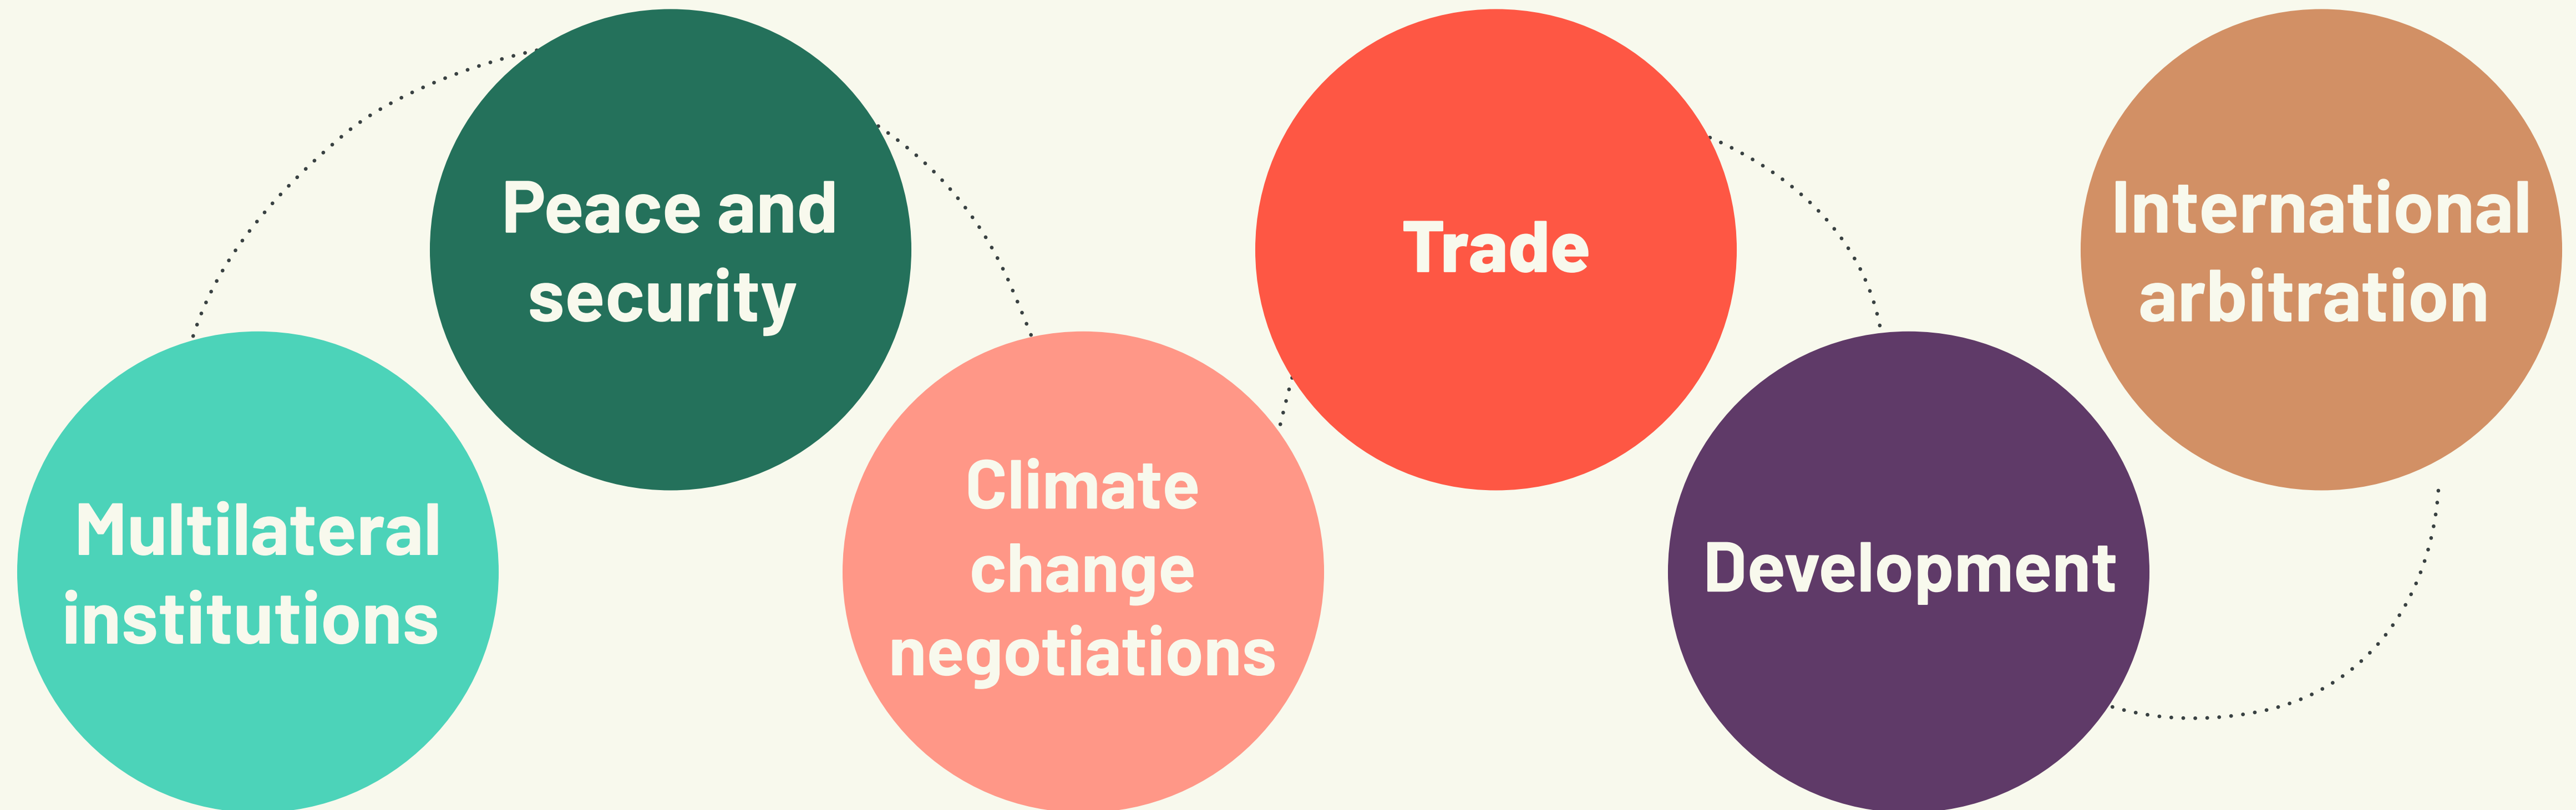 Multilateral
institutions
Peace and
security
Climate
change
negotiations
Trade
Development
International
arbitration